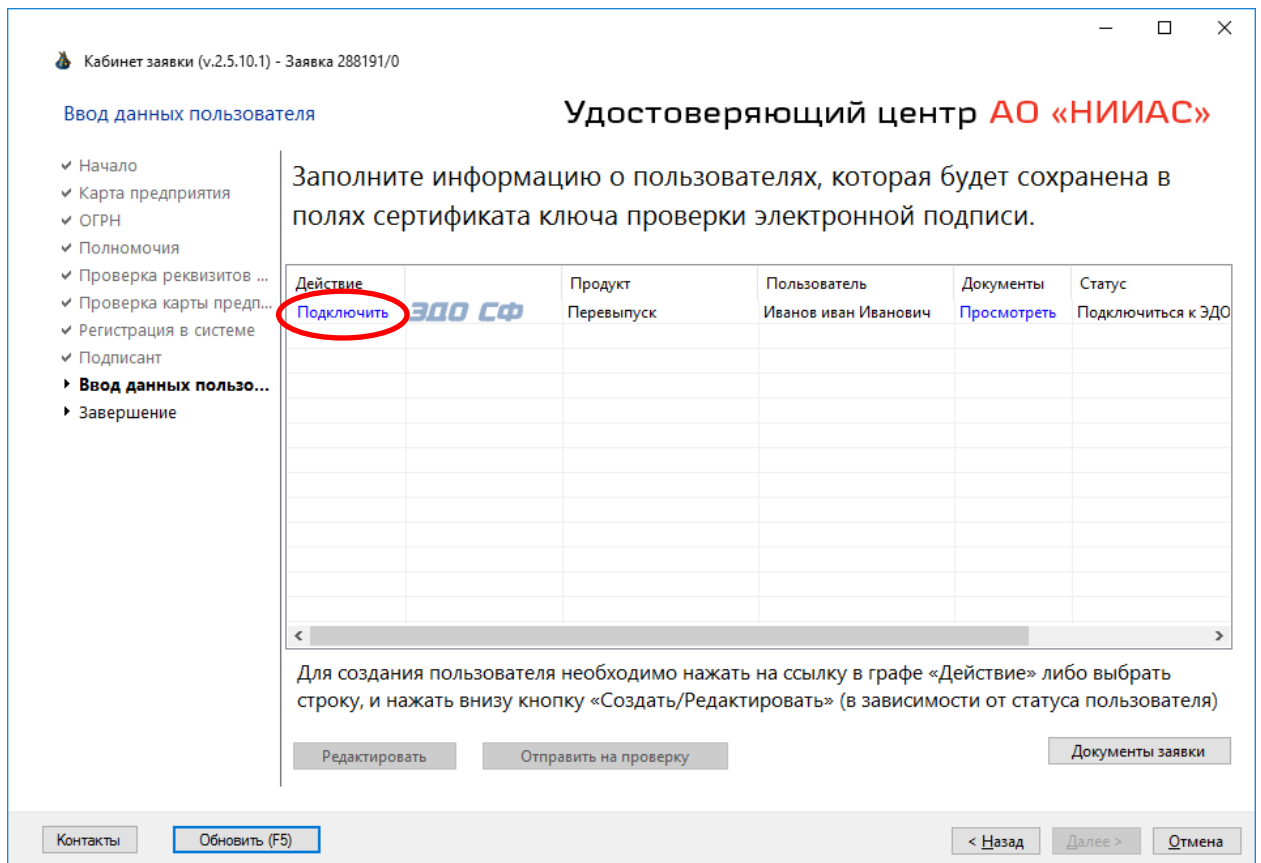 Кабинет заявки (v.2.5.10.1) - Заявка 288191/0
Ввод данных пользователя
Удостоверяющий центр АО «НИИАС»
Начало
Карта предприятия
ОГРН
Полномочия
Проверка реквизитов ...
Проверка карты предп...
Регистрация в системе
Подписант
Ввод данных пользо...
Завершение
Заполните информацию о пользователях, которая будет сохранена в
полях сертификата ключа проверки электронной подписи.
Действие Продукт Пользователь Документы Статус
Подключить ЭДО СФ Перевыпуск Иванов иван Иванович Просмотреть Подключиться к ЭДО
Для создания пользователя необходимо нажать на ссылку в графе «Действие» либо выбрать
строку, и нажать внизу кнопку «Создать/Редактировать» (в зависимости от статуса пользователя)
Редактировать Отправить на проверку Документы заявки
Контакты Обновить (F5) < Назад Далее > Отмена